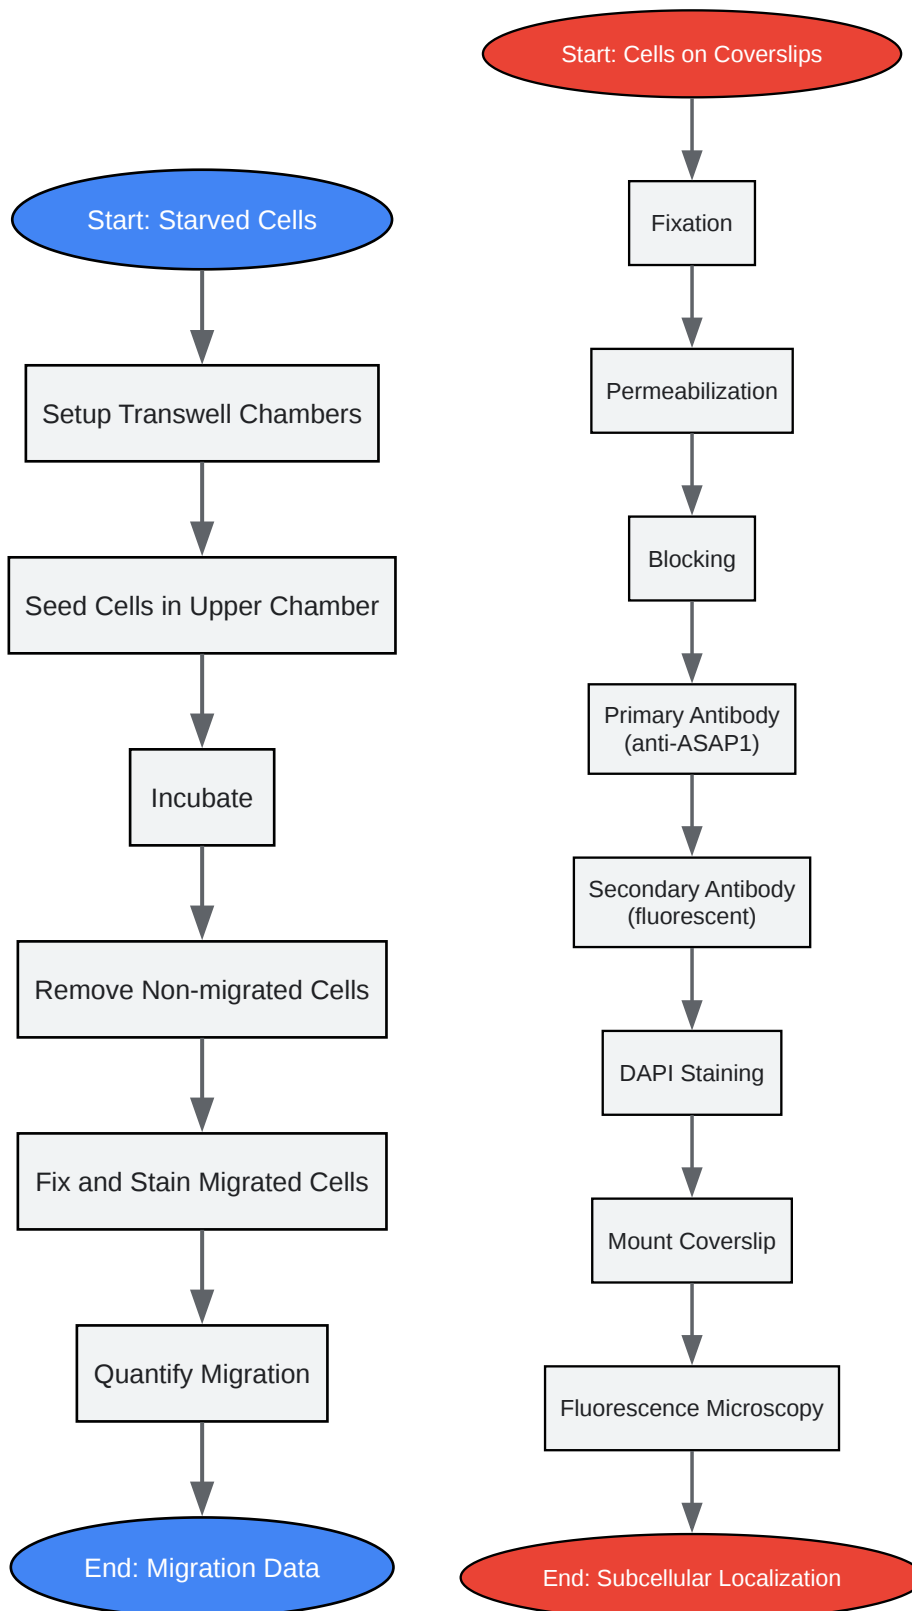 Start: Starved Cells
Setup Transwell Chambers
Seed Cells in Upper Chamber
Incubate
Remove Non-migrated Cells
Fix and Stain Migrated Cells
Quantify Migration
End: Migration Data
Start: Cells on Coverslips
Fixation
Permeabilization
Blocking
Primary Antibody
(anti-ASAP1)
Secondary Antibody
(fluorescent)
DAPI Staining
Mount Coverslip
Fluorescence Microscopy
End: Subcellular Localization